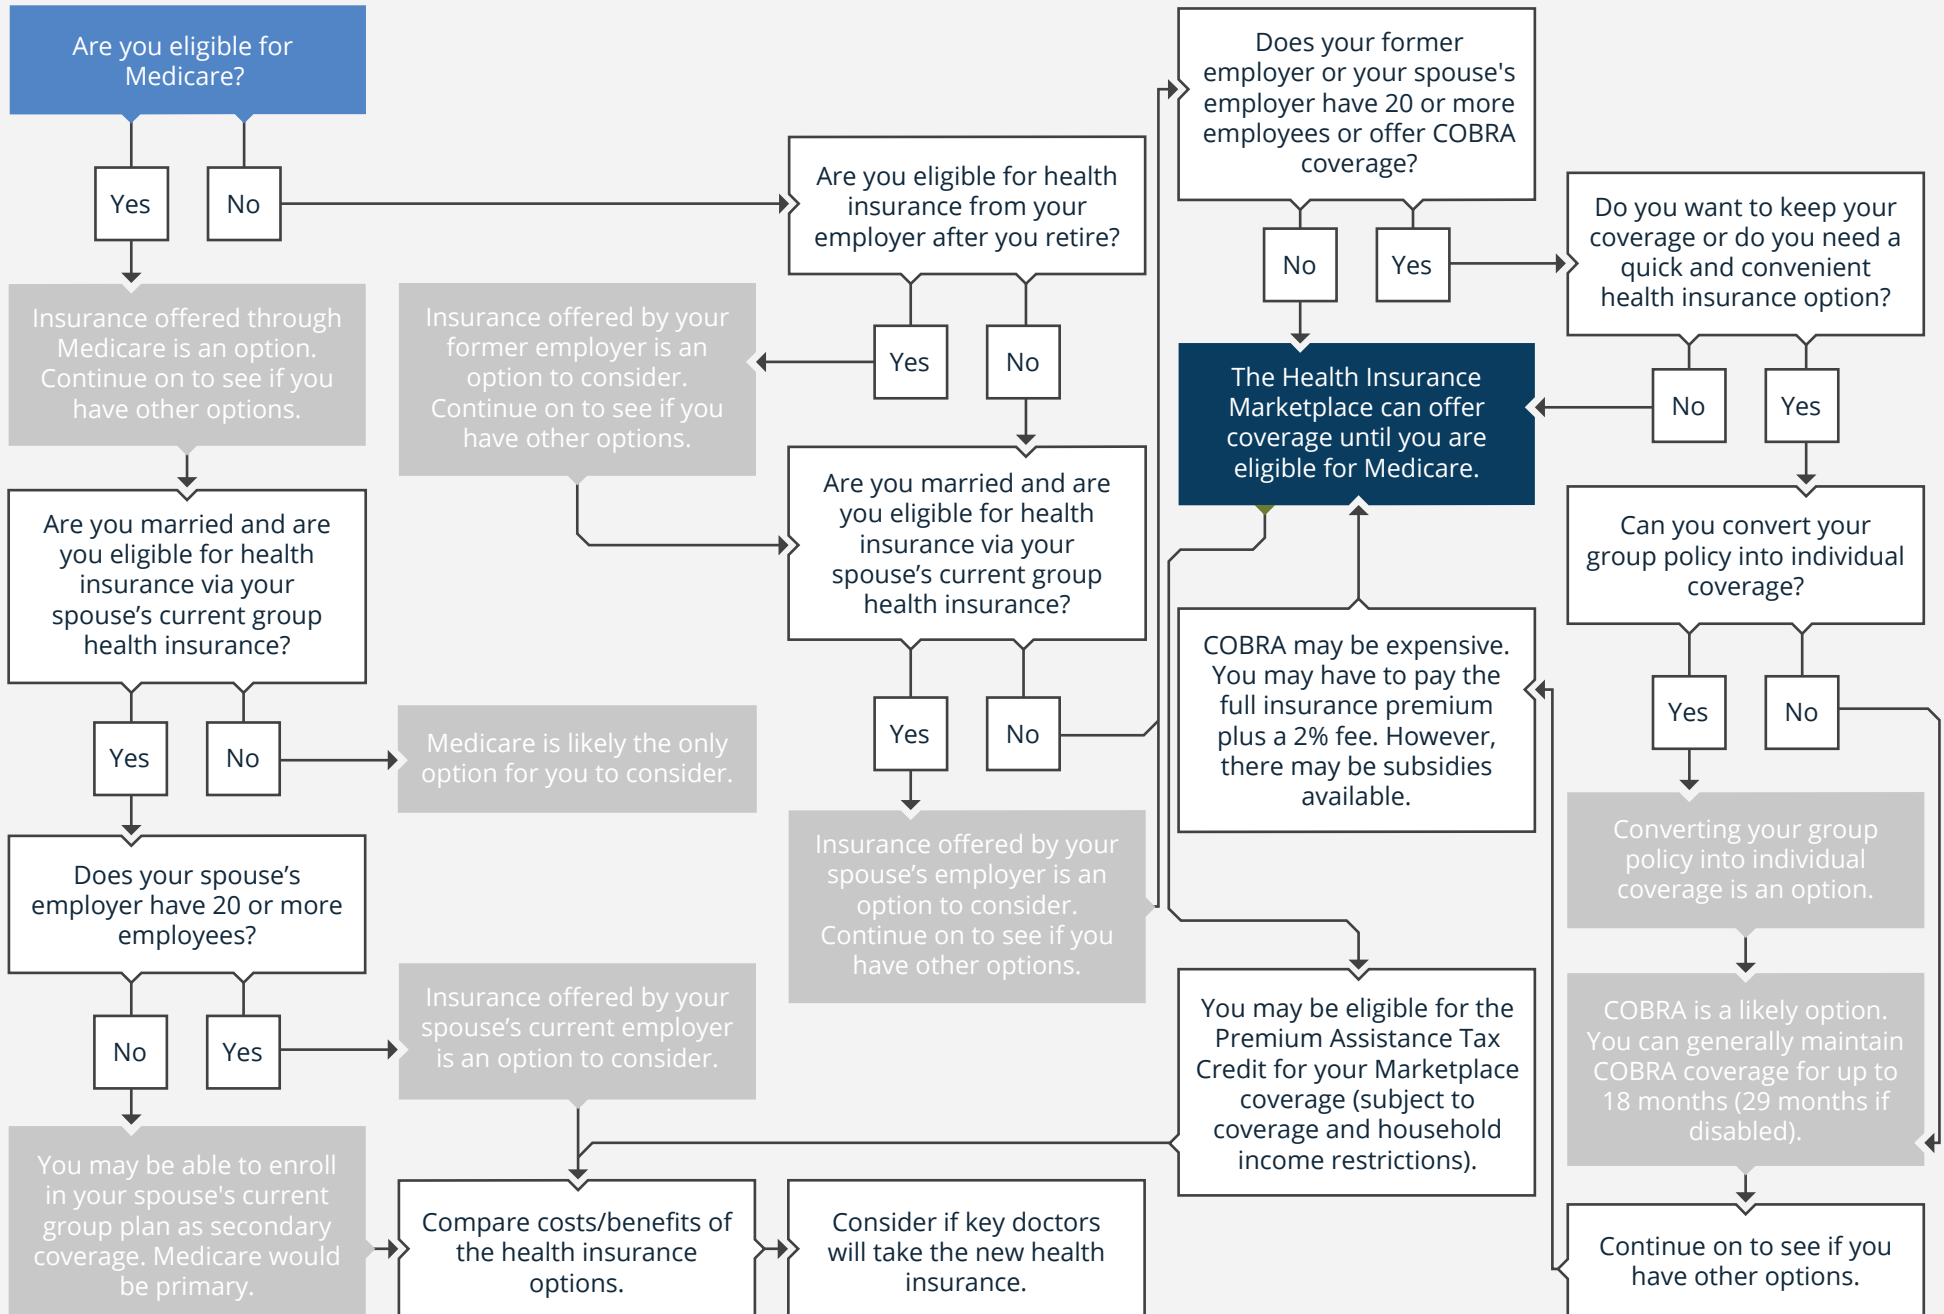 Are you eligible for
Medicare?
Yes
No
Insurance offered through
Medicare is an option.
Continue on to see if you
have other options.
Are you married and are
you eligible for health
insurance via your
spouse’s current group
health insurance?
Yes
No
Medicare is likely the only
option for you to consider.
Does your spouse’s
employer have 20 or more
employees?
No
Yes
Insurance offered by your
spouse’s current employer
is an option to consider.
You may be able to enroll
in your spouse's current
group plan as secondary
coverage. Medicare would
be primary.
Are you eligible for health
insurance from your
employer after you retire?
Yes
No
Insurance offered by your
former employer is an
option to consider.
Continue on to see if you
have other options.
Are you married and are
you eligible for health
insurance via your
spouse’s current group
health insurance?
Yes
No
Insurance offered by your
spouse’s employer is an
option to consider.
Continue on to see if you
have other options.
Does your former
employer or your spouse's
employer have 20 or more
employees or offer COBRA
coverage?
No
Yes
Do you want to keep your
coverage or do you need a
quick and convenient
health insurance option?
No
Yes
The Health Insurance
Marketplace can offer
coverage until you are
eligible for Medicare.
Can you convert your
group policy into individual
coverage?
Yes
No
Converting your group
policy into individual
coverage is an option.
COBRA is a likely option.
You can generally maintain
COBRA coverage for up to
18 months (29 months if
disabled).
Continue on to see if you
have other options.
COBRA may be expensive.
You may have to pay the
full insurance premium
plus a 2% fee. However,
there may be subsidies
available.
You may be eligible for the
Premium Assistance Tax
Credit for your Marketplace
coverage (subject to
coverage and household
income restrictions).
Compare costs/benefits of
the health insurance
options.
Consider if key doctors
will take the new health
insurance.